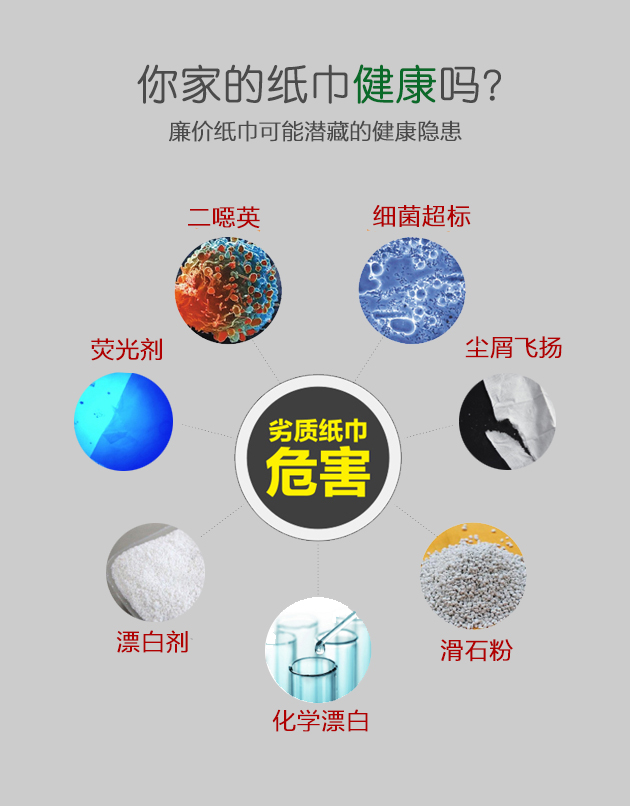 你家的纸巾健康吗?
廉价纸巾可能潜藏的健康隐患
二噁英
细菌超标
荧光剂
尘屑飞扬
劣质纸巾
危害
漂白剂
滑石粉
化学漂白